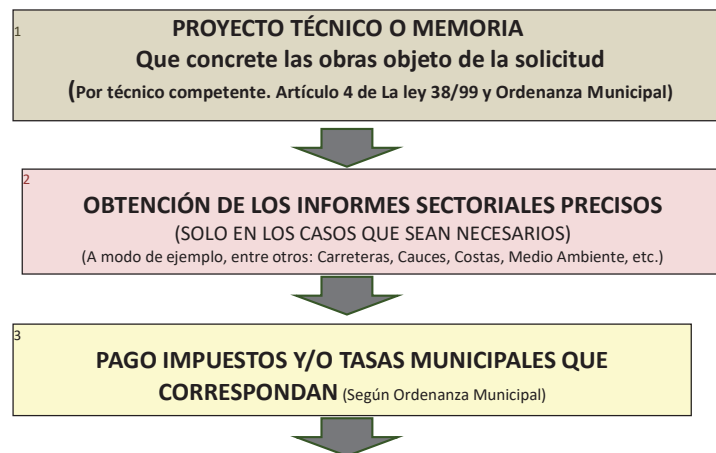 1
PROYECTO TÉCNICO O MEMORIA
Que concrete las obras objeto de la solicitud
(Por técnico competente. Artículo 4 de La ley 38/99 y Ordenanza Municipal)
2
OBTENCIÓN DE LOS INFORMES SECTORIALES PRECISOS
(SOLO EN LOS CASOS QUE SEAN NECESARIOS)
(A modo de ejemplo, entre otros: Carreteras, Cauces, Costas, Medio Ambiente, etc.)
3
PAGO IMPUESTOS Y/O TASAS MUNICIPALES QUE
CORRESPONDAN (Según Ordenanza Municipal)